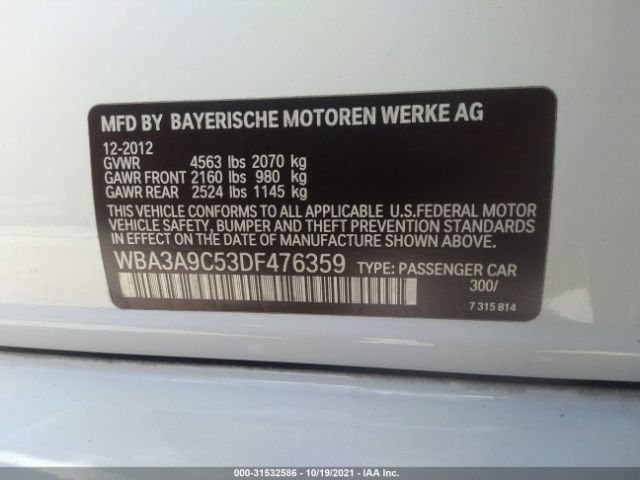 MFD BY BAYERISCHE MOTOREN WERKE AG
12-2012
GVWR 4563 lbs 2070 kg
GAWR FRONT 2160 lbs 980 kg
GAWR REAR 2524 lbs 1145 kg
THIS VEHICLE CONFORMS TO ALL APPLICABLE U.S.FEDERAL MOTOR
VEHICLE SAFETY, BUMPER, AND THEFT PREVENTION STANDARDS
IN EFFECT ON THE DATE OF MANUFACTURE SHOWN ABOVE.
WBA3A9C53DF476359 TYPE: PASSENGER CAR
300/
7 315 814
000-31532586 - 10/19/2021 - IAA Inc.